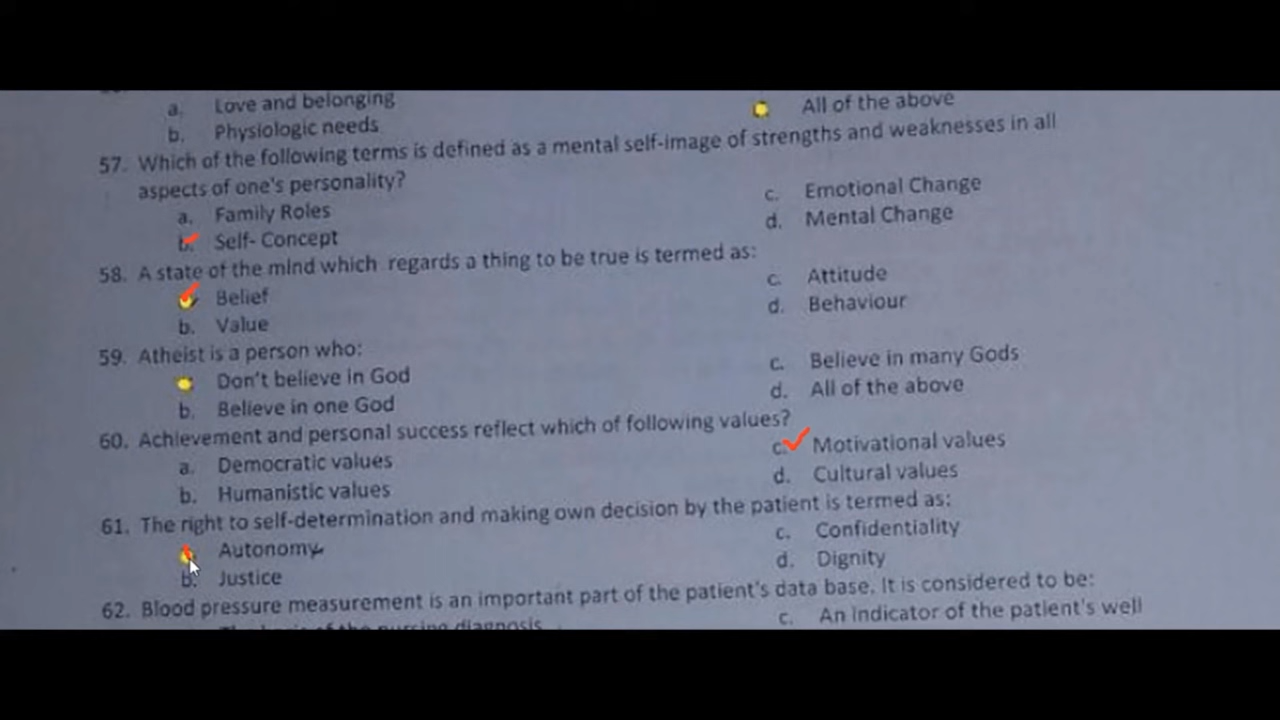 a. Love and belonging
b. Physiologic needs
All of the above
57. Which of the following terms is defined as a mental self-image of strengths and weaknesses in all
aspects of one's personality?
a. Family Roles
b. Self- Concept
c. Emotional Change
d. Mental Change
58. A state of the mind which regards a thing to be true is termed as:
Belief
b. Value
c. Attitude
d. Behaviour
59. Atheist is a person who:
Don't believe in God
b. Believe in one God
c. Believe in many Gods
d. All of the above
60. Achievement and personal success reflect which of following values?
a. Democratic values
b. Humanistic values
c. Motivational values
d. Cultural values
61. The right to self-determination and making own decision by the patient is termed as:
Autonomy
b. Justice
c. Confidentiality
d. Dignity
62. Blood pressure measurement is an important part of the patient's data base. It is considered to be:
of the nursing diagnosis
c. An indicator of the patient's well